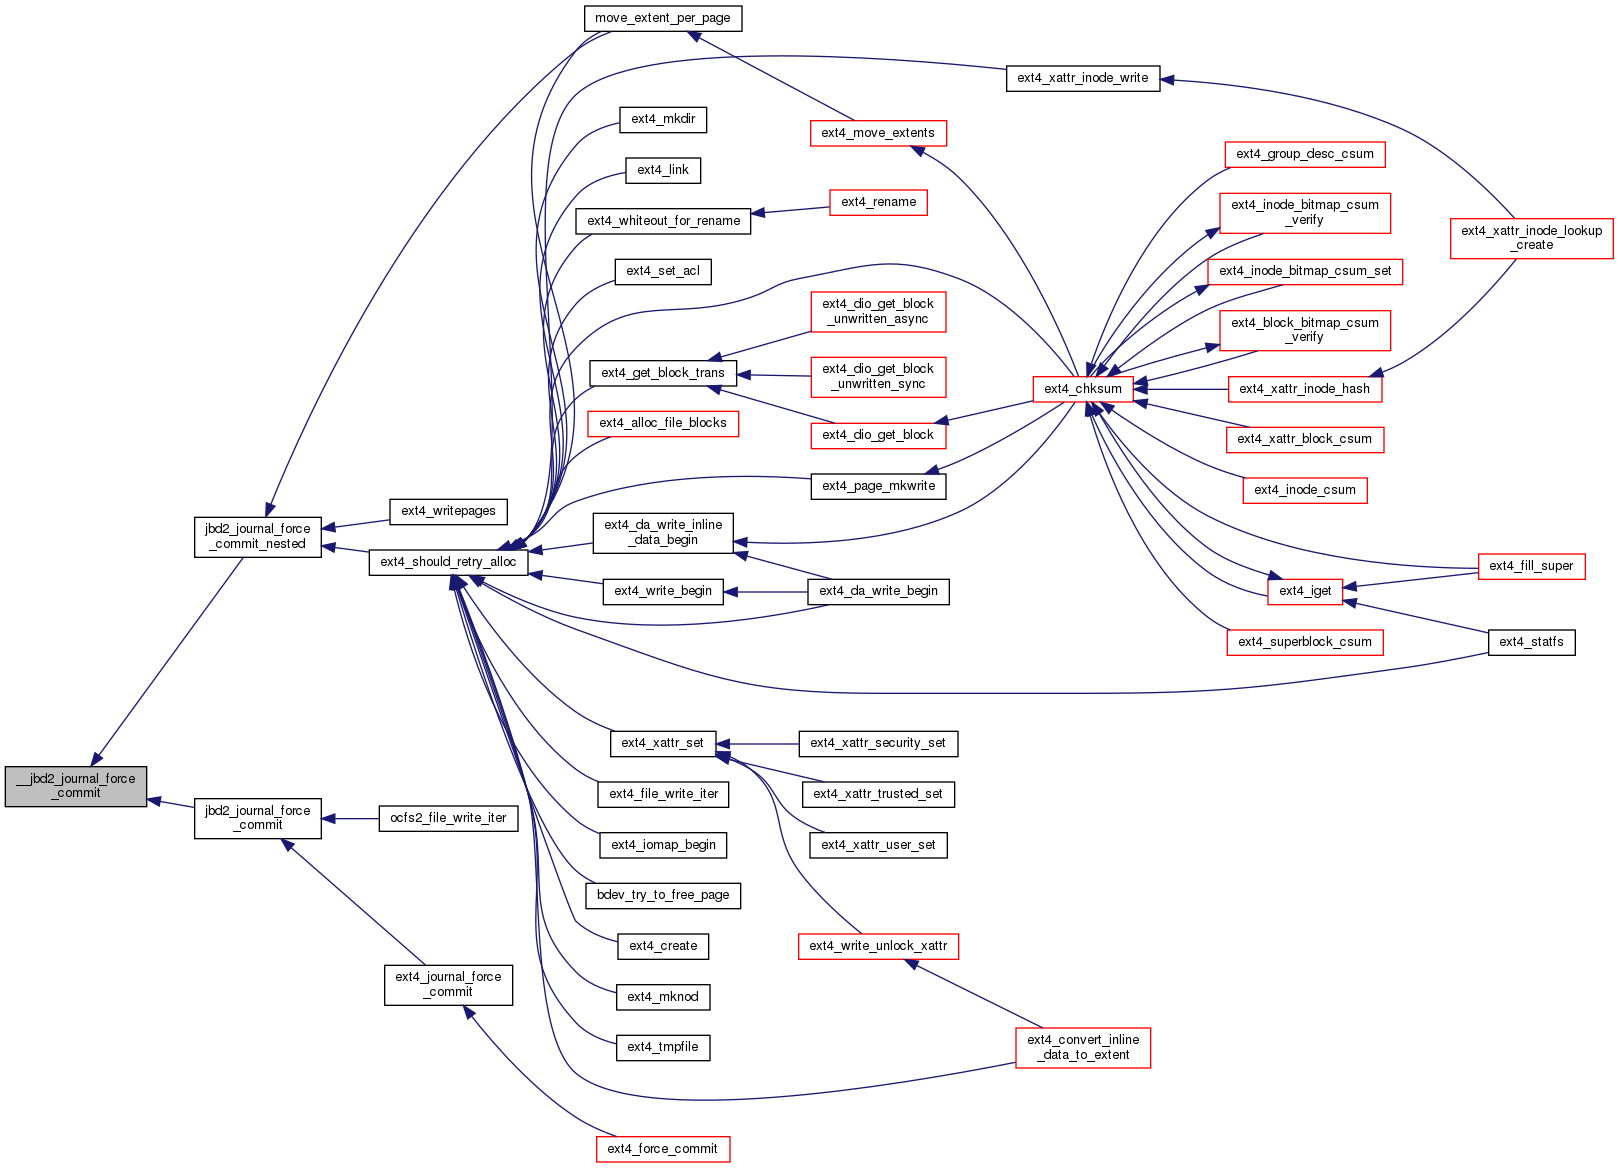 move_extent_per_page
ext4_xattr_inode_write
ext4_mkdir
ext4_move_extents
ext4_group_desc_csum
ext4_link
ext4_rename
ext4_inode_bitmap_csum
_verify
ext4_whiteout_for_rename
ext4_xattr_inode_lookup
_create
ext4_set_acl
ext4_inode_bitmap_csum_set
ext4_dio_get_block
_unwritten_async
ext4_block_bitmap_csum
_verify
ext4_get_block_trans
ext4_dio_get_block
_unwritten_sync
ext4_chksum
ext4_xattr_inode_hash
ext4_alloc_file_blocks
ext4_dio_get_block
ext4_xattr_block_csum
ext4_page_mkwrite
ext4_inode_csum
ext4_writepages
jbd2_journal_force
_commit_nested
ext4_da_write_inline
_data_begin
ext4_should_retry_alloc
ext4_fill_super
ext4_write_begin
ext4_da_write_begin
ext4_iget
ext4_superblock_csum
ext4_statfs
ext4_xattr_set
ext4_xattr_security_set
__jbd2_journal_force
_commit
ext4_file_write_iter
ext4_xattr_trusted_set
jbd2_journal_force
_commit
ocfs2_file_write_iter
ext4_iomap_begin
ext4_xattr_user_set
bdev_try_to_free_page
ext4_create
ext4_write_unlock_xattr
ext4_journal_force
_commit
ext4_mknod
ext4_tmpfile
ext4_convert_inline
_data_to_extent
ext4_force_commit